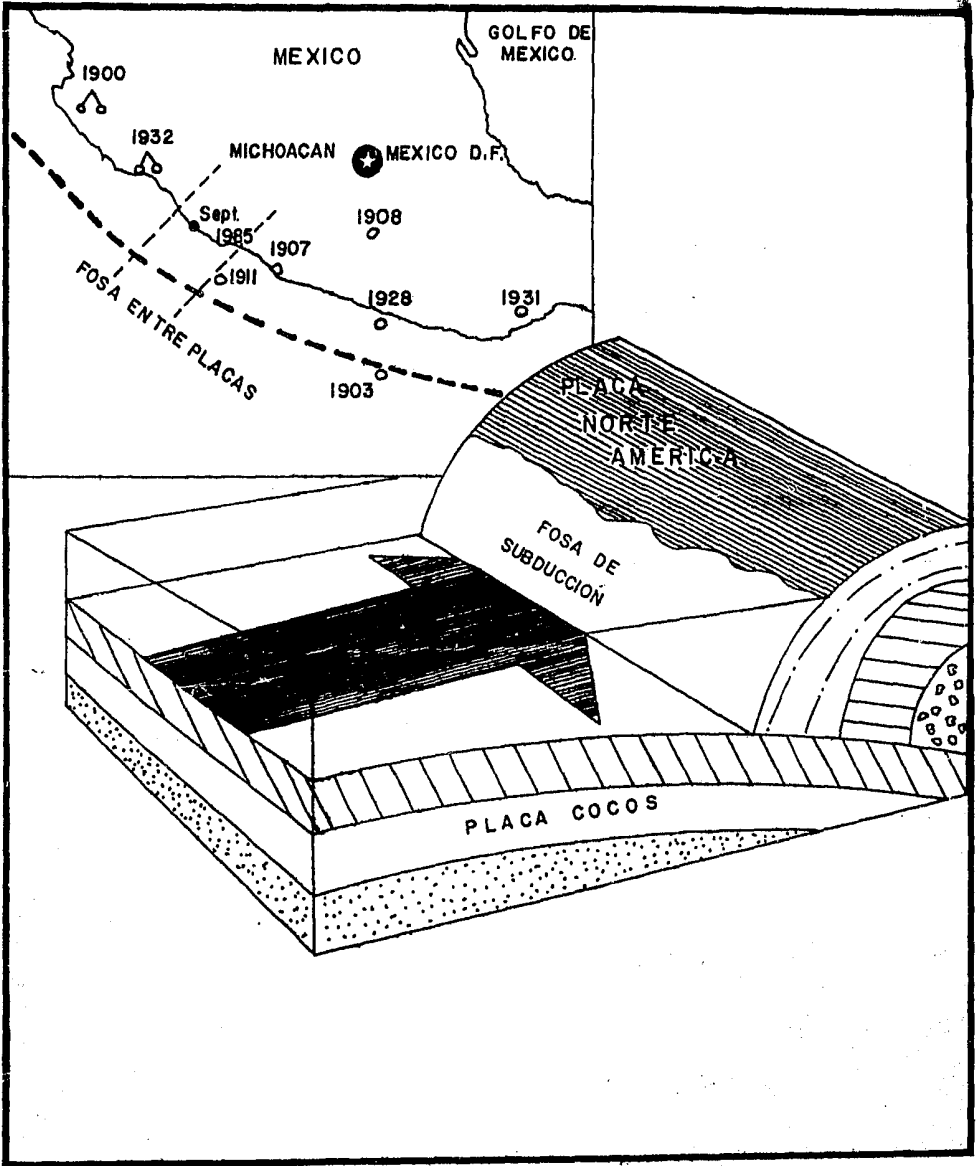 MEXICO
GOLFO DE
MEXICO.
1900
1932
MICHOACAN
MEXICO D.F.
Sept.
1985
1908
1907
1911
1928
1931
1903
FOSA ENTRE PLACAS
PLACA
NORTE
AMERICA.
FOSA DE
SUBDUCCIÓN
PLACA COCOS